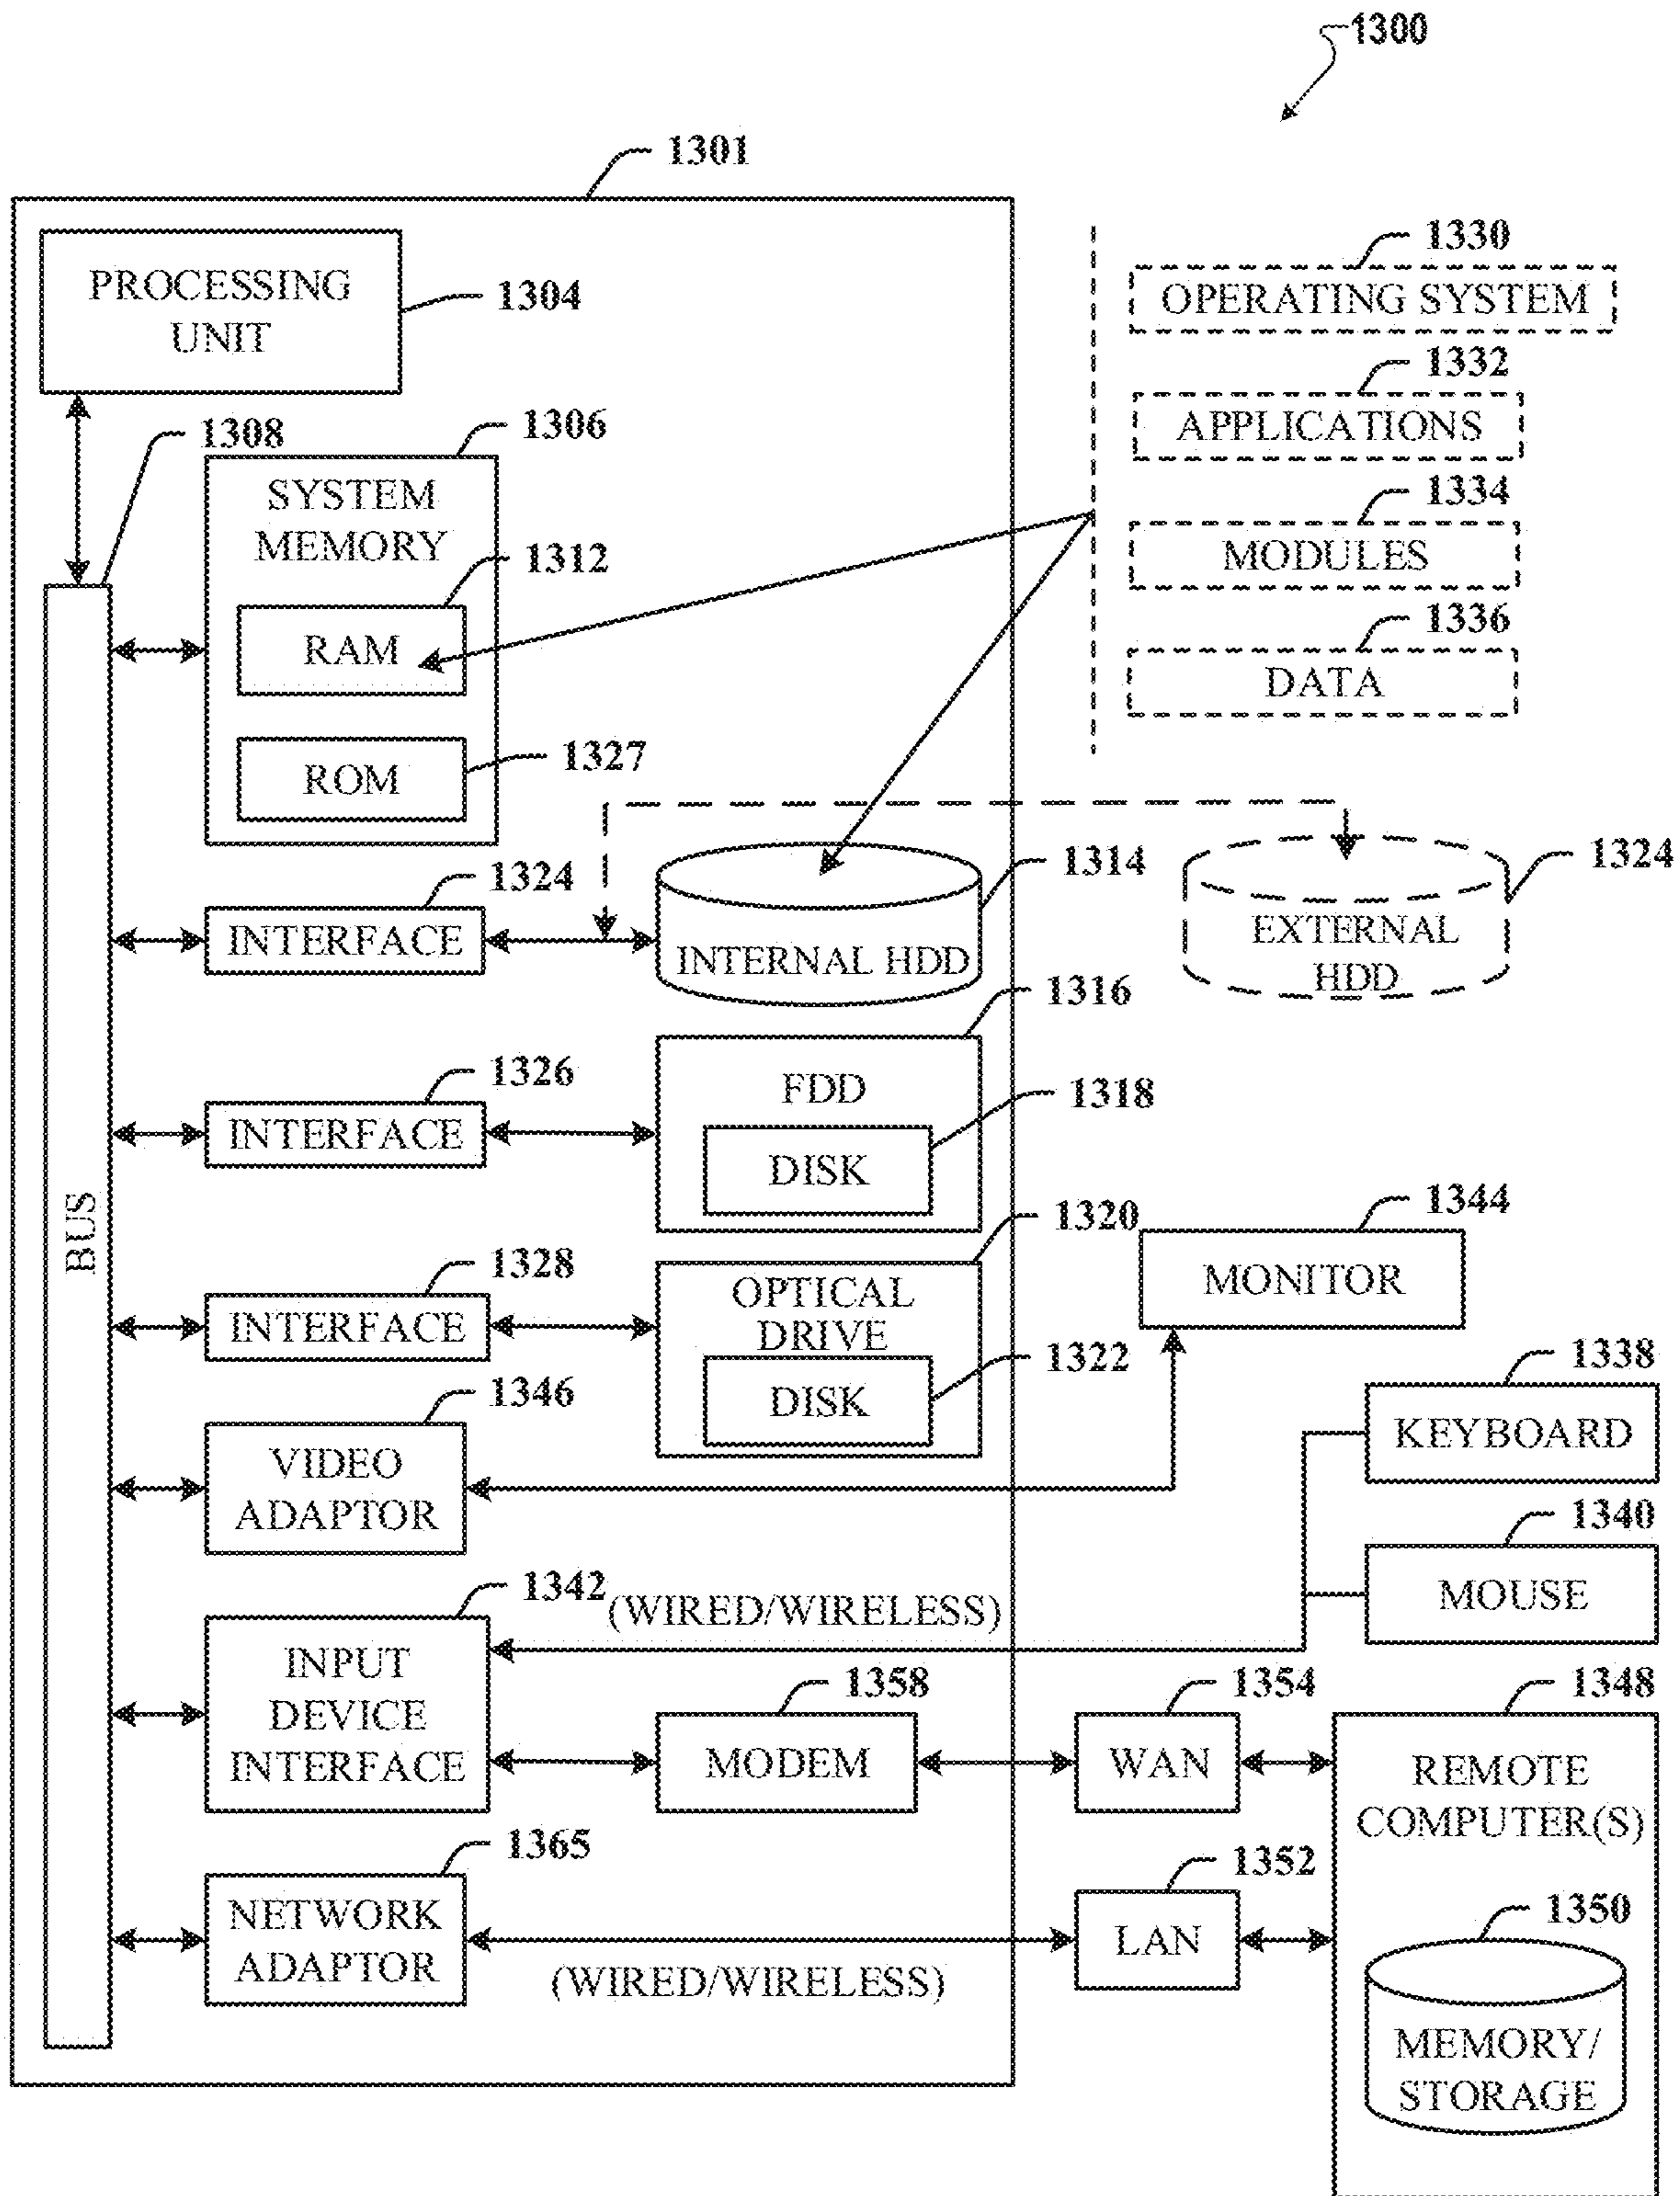 1300
1301
PROCESSING
UNIT
1304
1330
OPERATING SYSTEM
1332
APPLICATIONS
1334
MODULES
1336
DATA
1308
1306
SYSTEM
MEMORY
1312
RAM
1327
ROM
1324
INTERFACE
1314
INTERNAL HDD
1324
EXTERNAL
HDD
1316
FDD
1326
INTERFACE
1318
DISK
BUS
1320
OPTICAL
DRIVE
1328
INTERFACE
1322
DISK
1344
MONITOR
1346
VIDEO
ADAPTOR
1338
KEYBOARD
1340
MOUSE
1342
(WIRED/WIRELESS)
INPUT
DEVICE
INTERFACE
1358
MODEM
1354
WAN
1348
REMOTE
COMPUTER(S)
1365
NETWORK
ADAPTOR
(WIRED/WIRELESS)
1352
LAN
1350
MEMORY/
STORAGE